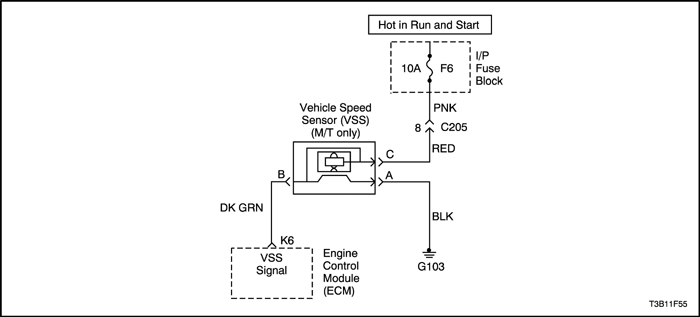 Hot in Run and Start
10A F6
I/P
Fuse
Block
PNK
8 C205
RED
Vehicle Speed
Sensor (VSS)
(M/T only)
C
B
A
DK GRN
BLK
K6
VSS
Signal
Engine
Control
Module
(ECM)
G103
T3B11F55